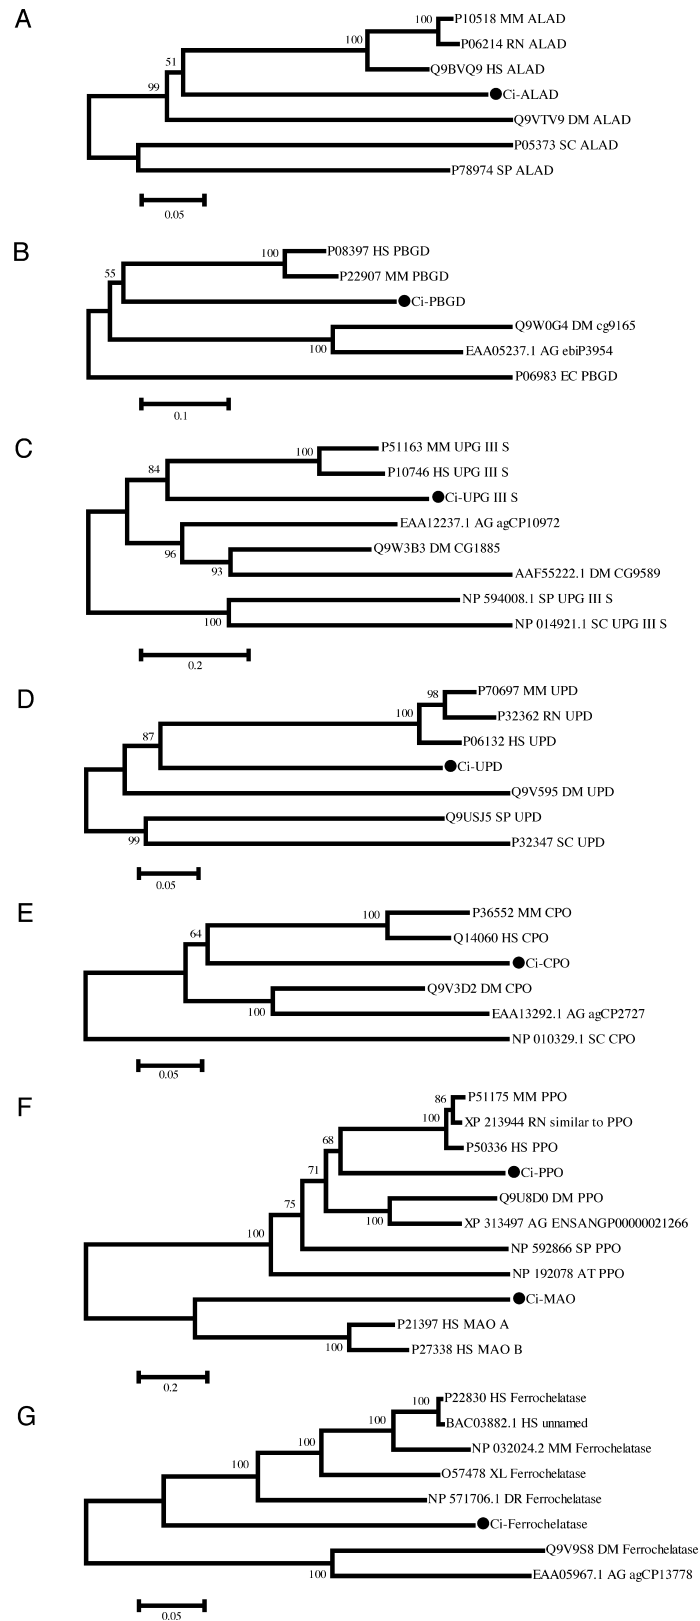 A
100
P10518 MM ALAD
100
P06214 RN ALAD
51
Q9BVQ9 HS ALAD
99
Ci-ALAD
Q9VTV9 DM ALAD
P05373 SC ALAD
P78974 SP ALAD
0.05
B
100
P08397 HS PBGD
55
P22907 MM PBGD
Ci-PBGD
Q9W0G4 DM cg9165
100
EAA05237.1 AG ebiP3954
P06983 EC PBGD
0.1
C
100
P51163 MM UPG III S
84
P10746 HS UPG III S
Ci-UPG III S
EAA12237.1 AG agCP10972
96
Q9W3B3 DM CG1885
93
AAF55222.1 DM CG9589
NP 594008.1 SP UPG III S
100
NP 014921.1 SC UPG III S
0.2
D
98
P70697 MM UPD
100
P32362 RN UPD
87
P06132 HS UPD
Ci-UPD
Q9V595 DM UPD
Q9USJ5 SP UPD
99
P32347 SC UPD
0.05
E
100
P36552 MM CPO
64
Q14060 HS CPO
Ci-CPO
Q9V3D2 DM CPO
100
EAA13292.1 AG agCP2727
NP 010329.1 SC CPO
0.05
F
86
P51175 MM PPO
100
XP 213944 RN similar to PPO
68
P50336 HS PPO
71
Ci-PPO
75
Q9U8D0 DM PPO
100
XP 313497 AG ENSANGP00000021266
100
NP 592866 SP PPO
NP 192078 AT PPO
Ci-MAO
P21397 HS MAO A
100
P27338 HS MAO B
0.2
G
100
P22830 HS Ferrochelatase
100
BAC03882.1 HS unnamed
100
NP 032024.2 MM Ferrochelatase
100
O57478 XL Ferrochelatase
NP 571706.1 DR Ferrochelatase
Ci-Ferrochelatase
Q9V9S8 DM Ferrochelatase
100
EAA05967.1 AG agCP13778
0.05